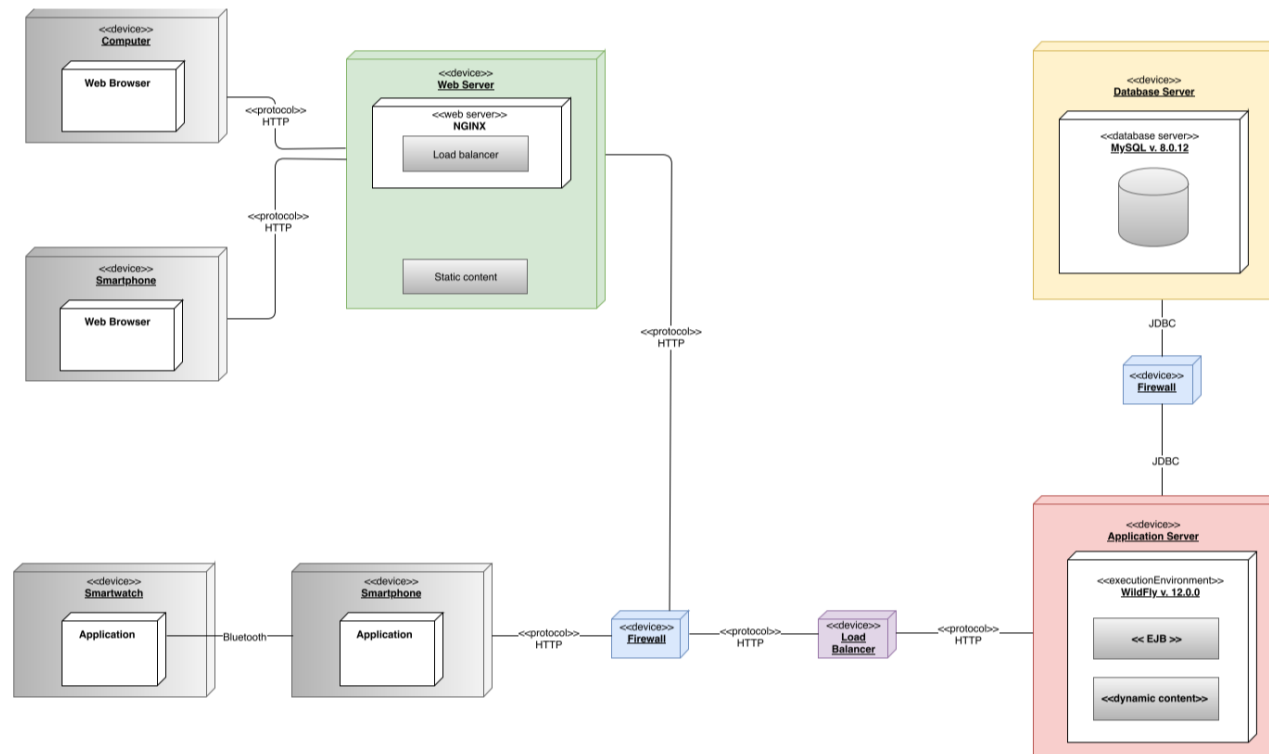 <<device>>
Computer
Web Browser
<<protocol>>
HTTP
<<device>>
Web Server
<<web server>>
NGINX
Load balancer
Static content
<<protocol>>
HTTP
<<device>>
Smartphone
Web Browser
<<protocol>>
HTTP
<<device>>
Database Server
<<database server>>
MySQL v. 8.0.12
JDBC
<<device>>
Firewall
JDBC
<<device>>
Smartwatch
Application
Bluetooth
<<device>>
Smartphone
Application
<<protocol>>
HTTP
<<device>>
Firewall
<<protocol>>
HTTP
<<device>>
Load
Balancer
<<protocol>>
HTTP
<<device>>
Application Server
<<executionEnvironment>>
WildFly v. 12.0.0
<< EJB >>
<<dynamic content>>